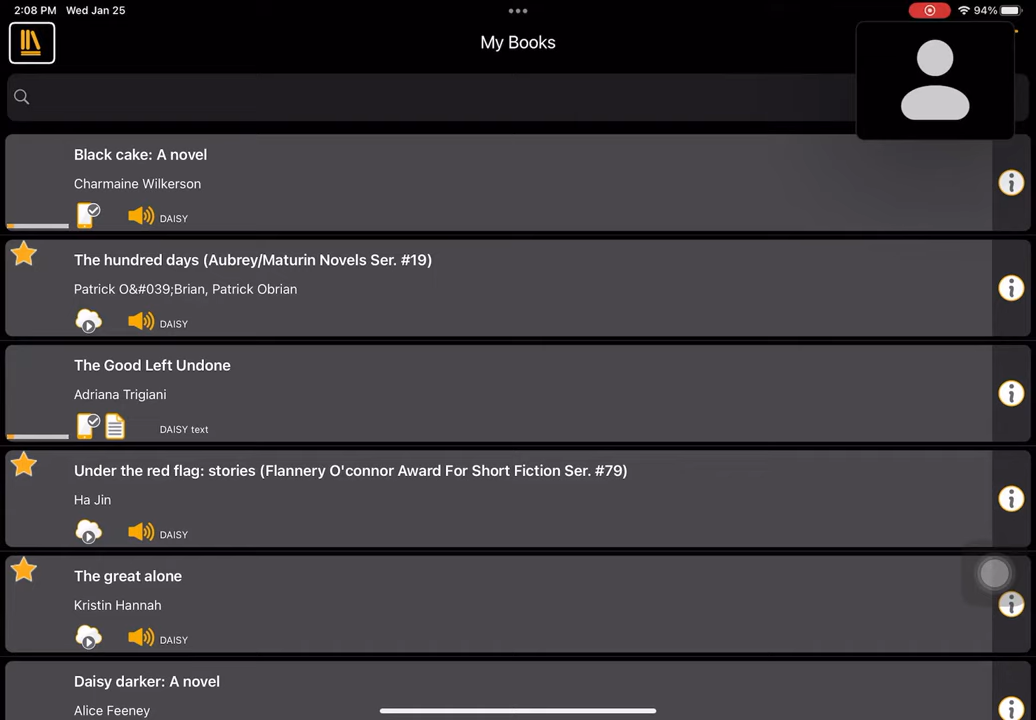 2:08 PM Wed Jan 25
94%
My Books
Black cake: A novel
Charmaine Wilkerson
DAISY
The hundred days (Aubrey/Maturin Novels Ser. #19)
Patrick O&#039;Brian, Patrick Obrian
DAISY
The Good Left Undone
Adriana Trigiani
DAISY text
Under the red flag: stories (Flannery O'connor Award For Short Fiction Ser. #79)
Ha Jin
DAISY
The great alone
Kristin Hannah
DAISY
Daisy darker: A novel
Alice Feeney